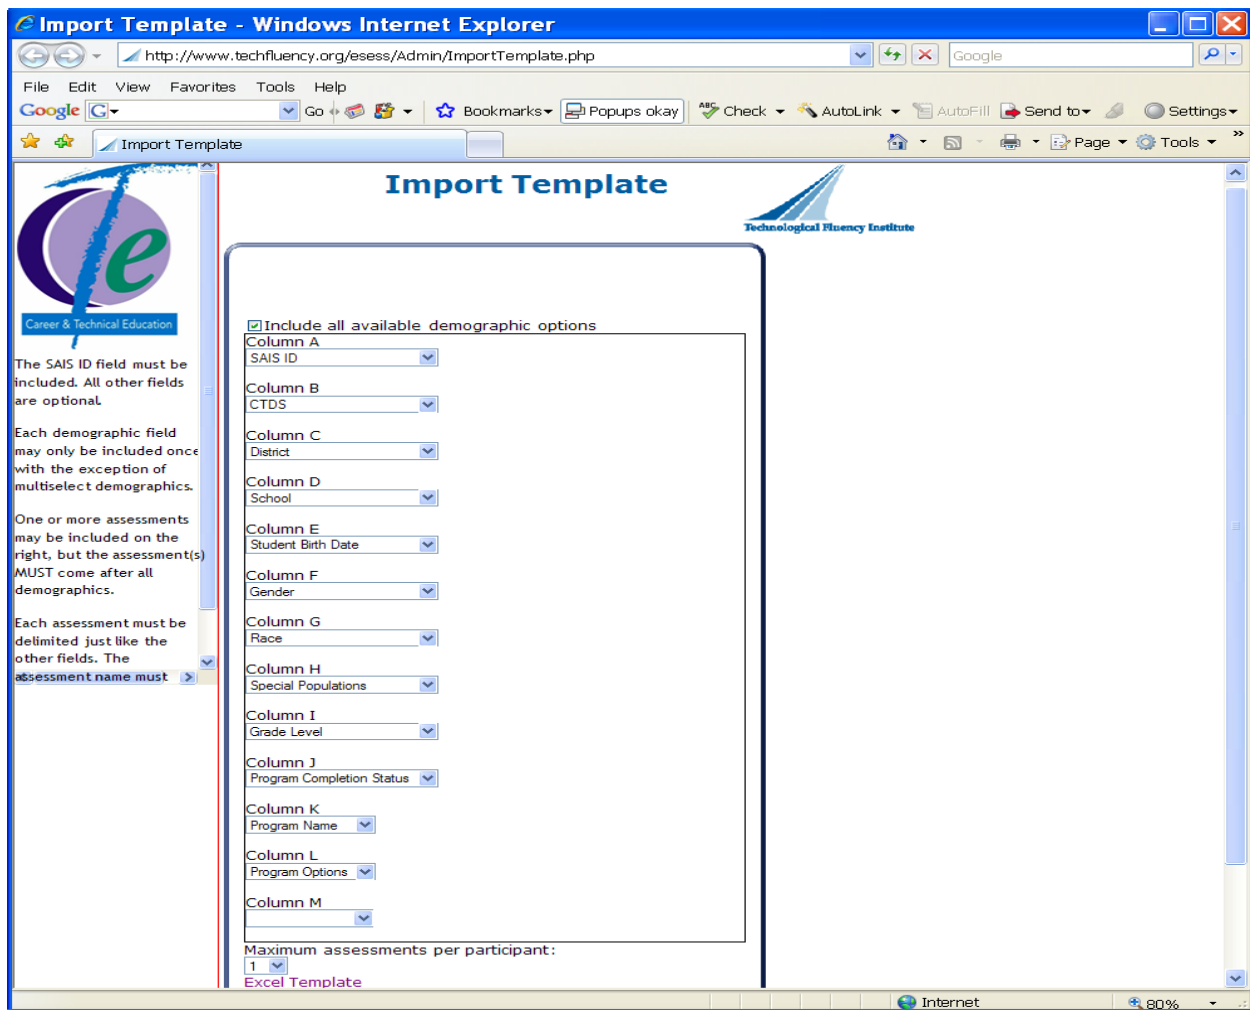 Import Template - Windows Internet Explorer
http://www.techfluency.org/esess/Admin/ImportTemplate.php
Google
File Edit View Favorites Tools Help
Google G Go Bookmarks Popups okay ABC Check AutoLink AutoFill Send to Settings
Import Template
Page Tools »
Import Template
Technological Fluency Institute
CTe
Career & Technical Education
The SAIS ID field must be
included. All other fields
are optional.
Each demographic field
may only be included once
with the exception of
multiselect demographics.
One or more assessments
may be included on the
right, but the assessment(s)
MUST come after all
demographics.
Each assessment must be
delimited just like the
other fields. The
assessment name must
Include all available demographic options
Column A
SAIS ID
Column B
CTDS
Column C
District
Column D
School
Column E
Student Birth Date
Column F
Gender
Column G
Race
Column H
Special Populations
Column I
Grade Level
Column J
Program Completion Status
Column K
Program Name
Column L
Program Options
Column M
Maximum assessments per participant:
1
Excel Template
Internet
80%